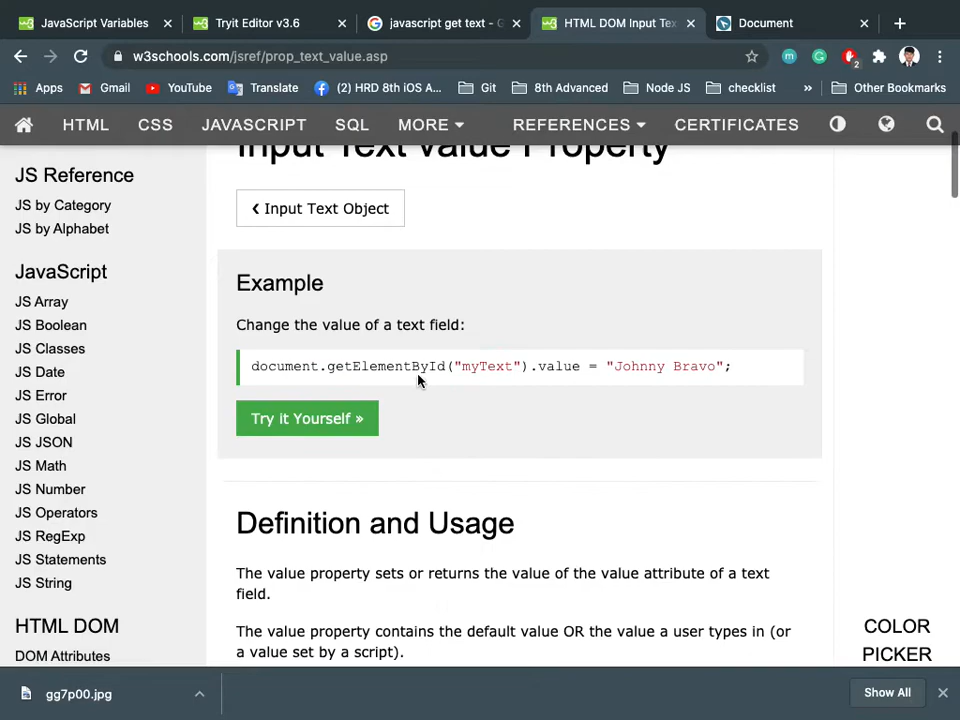 JavaScript Variables
Tryit Editor v3.6
javascript get text - G
HTML DOM Input Tex
Document
w3schools.com/jsref/prop_text_value.asp
2
Apps
Gmail
YouTube
Translate
(2) HRD 8th iOS A...
Git
8th Advanced
Node JS
checklist
»
Other Bookmarks
HTML
CSS
JAVASCRIPT
SQL
MORE
REFERENCES
CERTIFICATES
Input Text value Property
JS Reference
JS by Category
JS by Alphabet
JavaScript
JS Array
JS Boolean
JS Classes
JS Date
JS Error
JS Global
JS JSON
JS Math
JS Number
JS Operators
JS RegExp
JS Statements
JS String
HTML DOM
DOM Attributes
❮ Input Text Object
Example
Change the value of a text field:
document.getElementById("myText").value = "Johnny Bravo";
Try it Yourself »
Definition and Usage
The value property sets or returns the value of the value attribute of a text
field.
The value property contains the default value OR the value a user types in (or
a value set by a script).
COLOR
PICKER
gg7p00.jpg
Show All